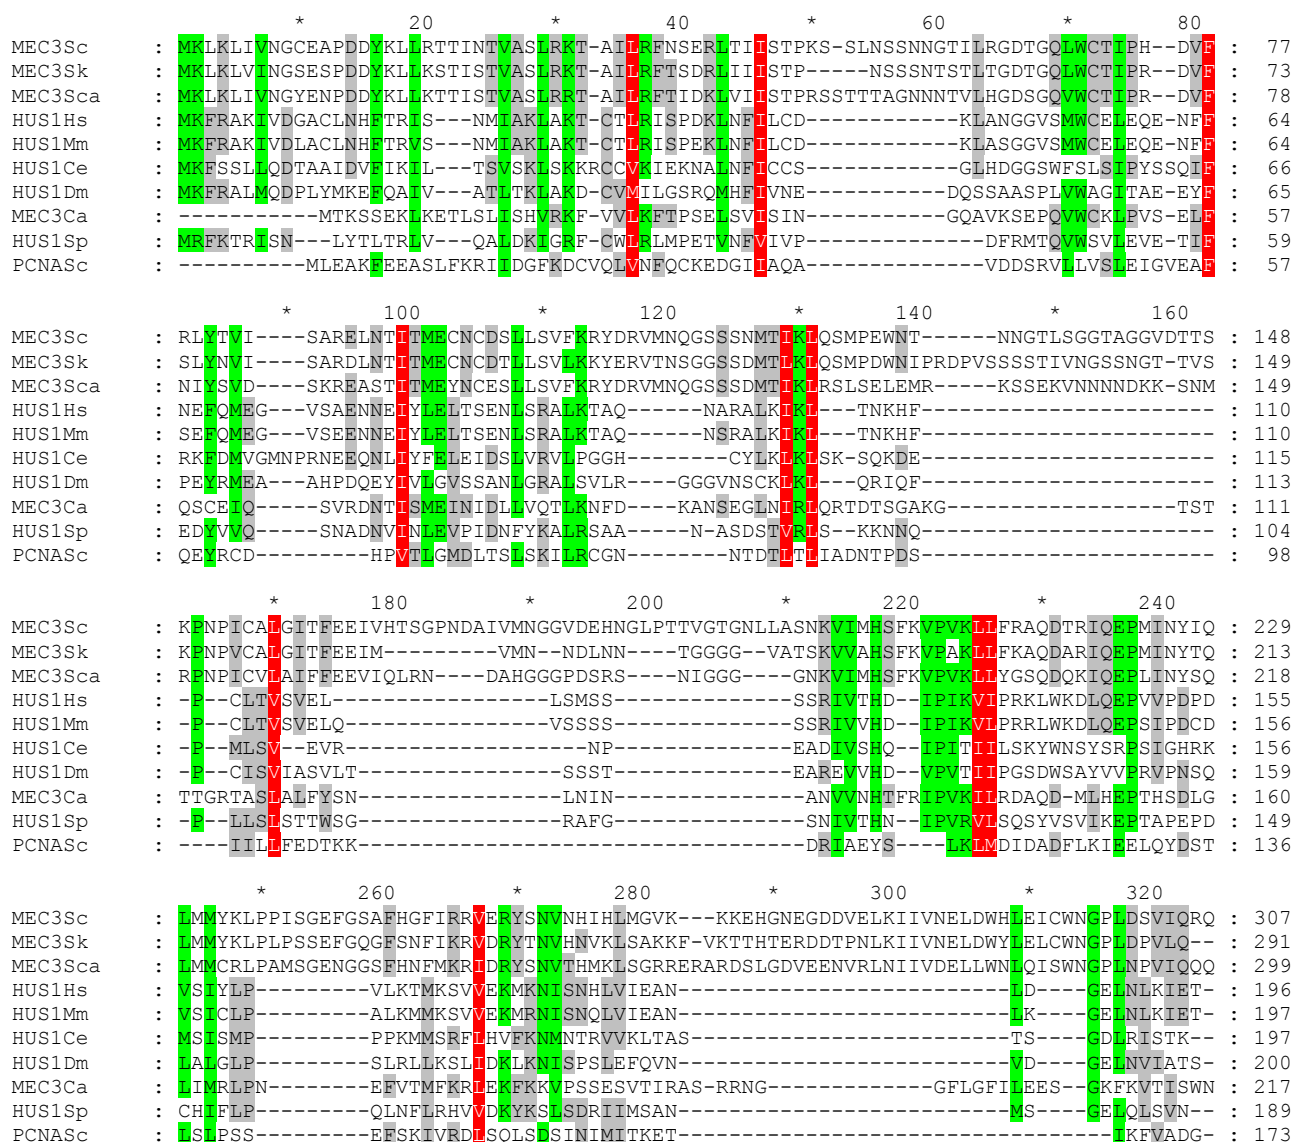 * 20 * 40 * 60 * 80
MEC3Sc : MKLKLIVNGCEAPDDYKLLRTTINTVASLRKT-AILRFNSERLTIISTPKS-SLNSSNNGTILRGDTGQLWCTIPH--DVF : 77
MEC3Sk : MKLKLVINGSESPDDYKLLKSTISTVASLRKT-AILRFTSDRLIIISTP-----NSSSNTSTLTGDTGQLWCTIPR--DVF : 73
MEC3Sca : MKLKLIVNGYENPDDYKLLKTTISTVASLRRT-AILRFTIDKLVIISTPRSSTTTAGNNNTVLHGDSGQVWCTIPR--DVF : 78
HUS1Hs : MKFRAKIVDGACLNHFTRIS---NMIAKLAKT-CTLRISPDKLNFILCD-----------KLANGGVSMWCELEQE-NFF : 64
HUS1Mm : MKFRAKIVDLACLNHFTRVS---NMIAKLAKT-CTLRISPEKLNFILCD-----------KLASGGVSMWCELEQE-NFF : 64
HUS1Ce : MKFSSLLQDTAAIDVFIKIL---TSVSKLSKKRCCVKIEKNALNFICCS-----------GLHDGGSWFSLSIPYSSQIF : 66
HUS1Dm : MKFRALMQDPLYMKEFQAIV---ATLTKLAKD-CVMILGSRQMHFIVNE----------DQSSAASPLVWAGITAE-EYF : 65
MEC3Ca : -----------MTKSSEKLKETLSLISHVRKF-VVLKFTPSELSVISIN----------GQAVKSEPQVWCKLPVS-ELF : 57
HUS1Sp : MRFKTRISN---LYTLTRLV---QALDKIGRF-CWLRLMPETVNFVIVP------------DFRMTQVWSVLEVE-TIF : 59
PCNASc : ----------MLEAKFEEASLFKRIIDGFKDCVQLVNFQCKEDGIIAQA------------VDDSRVLLVSLEIGVEAF : 57
* 100 * 120 * 140 * 160
MEC3Sc : RLYTVI----SARELNTITMECNCDSLLSVFKRYDRVMNQGSSSNMTIKLQSMPEWNT------NNGTLSGGTAGGVDTTS : 148
MEC3Sk : SLYNVI----SARDLNTITMECNCDTLLSVLKKYERVTNSGGSSDMTLKLQSMPDWNIPRDPVSSSSTIVNGSSNGT-TVS : 149
MEC3Sca : NIYSVD----SKREASTITMEYNCESLLSVFKRYDRVMNQGSSSDMTIKLRSLSELEMR-----KSSEKVNNNNDKK-SNM : 149
HUS1Hs : NEFQMEG---VSAENNEIYLELTSENLSRALKTAQ-----NARALKIKL---TNKHF------------------------ : 110
HUS1Mm : SEFQMEG---VSEENNEIYLELTSENLSRALKTAQ-----NSRALKIKL---TNKHF------------------------ : 110
HUS1Ce : RKFDMVGMNPRNEEQNLIYFELEIDSLVRVLPGGH------CYLKLKLSK-SQKDE------------------------- : 115
HUS1Dm : PEYRMEA---AHPDQEYIVLGVSSANLGRALSVLR----GGGVNSCKLKL---QRIQF----------------------- : 113
MEC3Ca : QSCEIQ-----SVRDNTISMEINIDLLVQTLKNFD----KANSEGLNIRLQRTDTSGAKG-----------------TST : 111
HUS1Sp : EDYVVQ-----SNADNVINLEVPIDNFYKALRSAA----N-ASDSTVRLS--KKNNQ------------------------ : 104
PCNASc : QEYRCD---------HPVTLGMDLTSLSKILRCGN------NTDTLTLIADNTPDS------------------------- : 98
* 180 * 200 * 220 * 240
MEC3Sc : KPNPICALGITFEEIVHTSGPNDAIVMNGGVDEHNGLPTTVGTGNLLASNKVIMHSFKVPVKLLFRAQDTRIQEPMINYIQ : 229
MEC3Sk : KPNPVCALGITFEEIM-------VMN--NDLNN----TGGGG--VATSKVVAHSFKVPAKLLFKAQDARIQEPMINYTQ : 213
MEC3Sca : RPNPICVLAIFFEEVIQLRN----DAHGGGPDSRS---NIGGG---GNKVIMHSFKVPVKLLYGSQDQKIQEPLINYSQ : 218
HUS1Hs : -P--CLTVSVEL--------------LSMSS-----------SSRIVVTHD--IPIKVIPRKLWKDLQEPVVPDPD : 155
HUS1Mm : -P--CLTVSVELQ-------------VSSSS-----------SSRIVVTHD--IPIKVLPRRLWKDLQEPSIPDCD : 156
HUS1Ce : -P--MLSV--EVR-----------------NP-----------EADIVSHQ--IPITIILSKYWNSYSRPSIGHRK : 156
HUS1Dm : -P--CISVIASVLT-------------SSST-----------EAREVVHD--VPVTIIPGSDWSAYVVPRVPNSQ : 159
MEC3Ca : TTGRTASLALFYSN-------------LNIN------------ANVVNHTFRIPVKILRDAQD-MLHEPTHSDLG : 160
HUS1Sp : -P--LLSLSTTWSG-------------RAFG------------SNIVTHN--IPVRVLSQSYVSVIKEPTAPEPD : 149
PCNASc : ---IILLFEDTKK-----------------------------DRIAEYS---LKLMDIDADFLKIEELQYDST : 136
* 260 * 280 * 300 * 320
MEC3Sc : LMMYKLPPISGEFGSAFHGFIRRVERYSNVNHIHLMGVK---KKEHGNEGDDVELKIIVNELDWHLEICWNGPLDSVIQRQ : 307
MEC3Sk : LMMYKLPLPSSEFGQGFSNFIKRVDRYTNVHNVKLSAKKF-VKTTHTERDDTPNLKIIVNELDWYLELCWNGPLDPVLQ-- : 291
MEC3Sca : LMMCRLPAMSGENGGSFHNFMKRIDRYSNVTHMKLSGRRERARDSLGDVEENVRLNIIVDELLWNLQISWNGPLNPVIQQQ : 299
HUS1Hs : VSIYLP-------VLKTMKSVVEKMKNISNHLVIEAN---------------------LD---GELNLKIET- : 196
HUS1Mm : VSICLP-------ALKMMKSVVEKMRNISNQLVIEAN---------------------LK---GELNLKIET- : 197
HUS1Ce : MSISMP-------PPKMMSRFLHVFKNMNTRVVKLTAS--------------------TS---GDLRISTK-- : 197
HUS1Dm : LALGLP-------SLRLLKSLIDKLKNISPSLEFQVN---------------------VD---GELNVIATS- : 200
MEC3Ca : LIMRLPN------EFVTMFKRLEKFKKVPSSESVTIRAS-RRNG----------GFLGFILEES--GKFKVTISWN : 217
HUS1Sp : CHIFLP-------QLNFLRHVVDKYKSLSDRIIMSAN---------------------MS---GELQLSVN-- : 189
PCNASc : LSLPSS-------EFSKIVRDLSQLSDSINIMITKET---------------------------IKFVADG- : 173